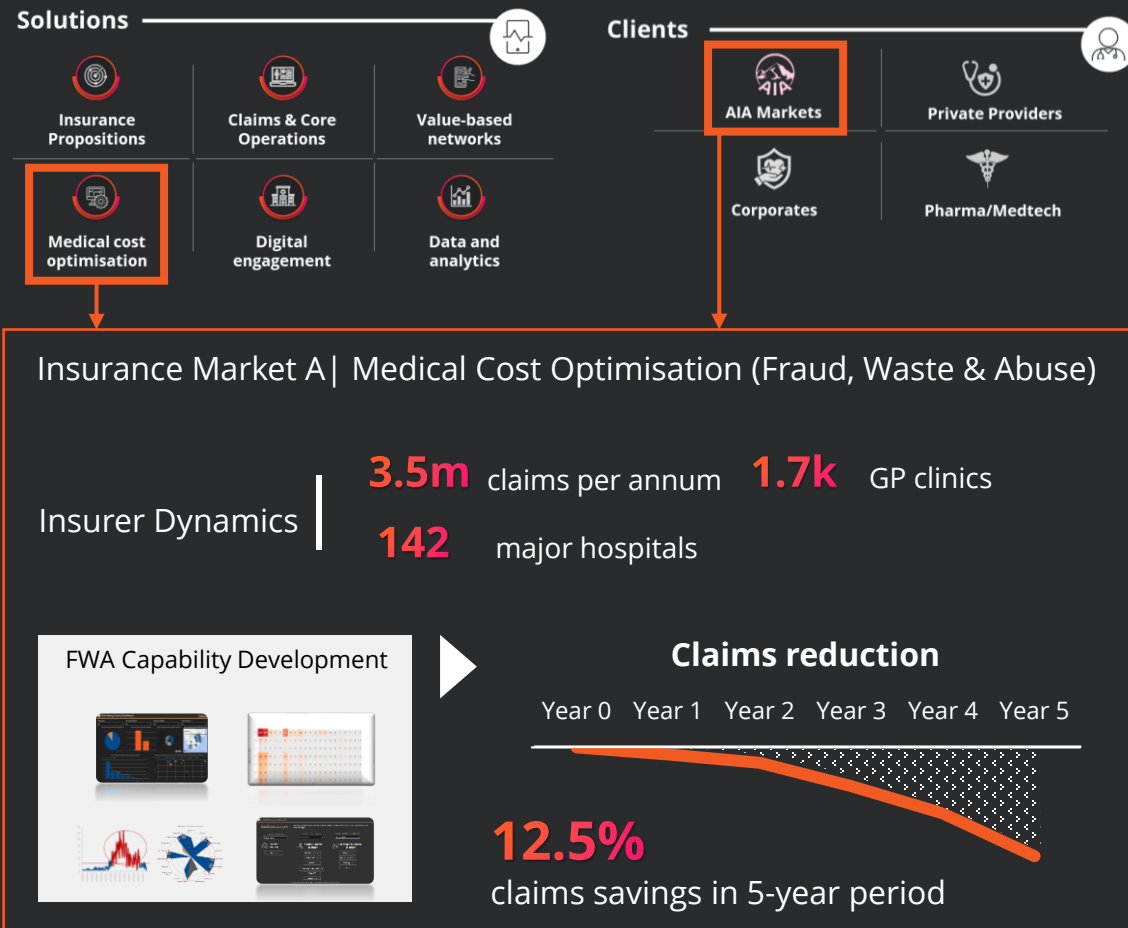 Solutions
Insurance
Propositions
Claims & Core
Operations
Value-based
networks
Medical cost
optimisation
Digital
engagement
Data and
analytics
Clients
AIA
AIA Markets
Private Providers
Corporates
Pharma/Medtech
Insurance Market A| Medical Cost Optimisation (Fraud, Waste & Abuse)
Insurer Dynamics
3.5m claims per annum
1.7k GP clinics
142 major hospitals
FWA Capability Development
Claims reduction
Year 0 Year 1 Year 2 Year 3 Year 4 Year 5
12.5%
claims savings in 5-year period